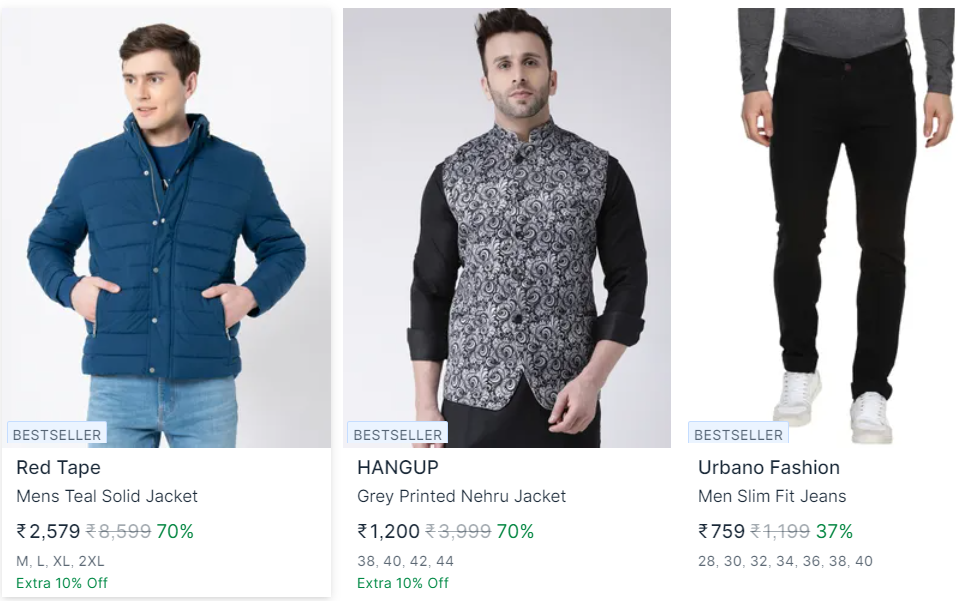 BESTSELLER
Red Tape
Mens Teal Solid Jacket
₹2,579 ₹8,599 70%
M, L, XL, 2XL
Extra 10% Off
BESTSELLER
HANGUP
Grey Printed Nehru Jacket
₹1,200 ₹3,999 70%
38, 40, 42, 44
Extra 10% Off
BESTSELLER
Urbano Fashion
Men Slim Fit Jeans
₹759 ₹1,199 37%
28, 30, 32, 34, 36, 38, 40